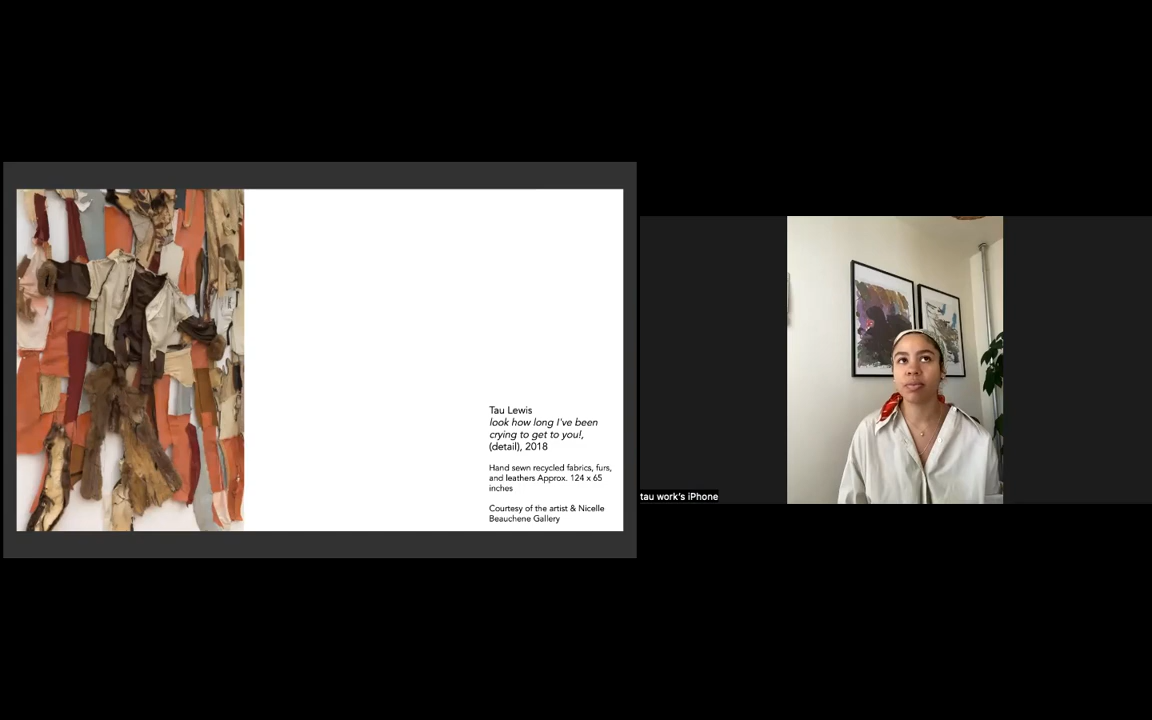 Tau Lewis
look how long I've been
crying to get to you!,
(detail), 2018
Hand sewn recycled fabrics, furs,
and leathers Approx. 124 x 65
inches
Courtesy of the artist & Nicelle
Beauchene Gallery
tau work's iPhone